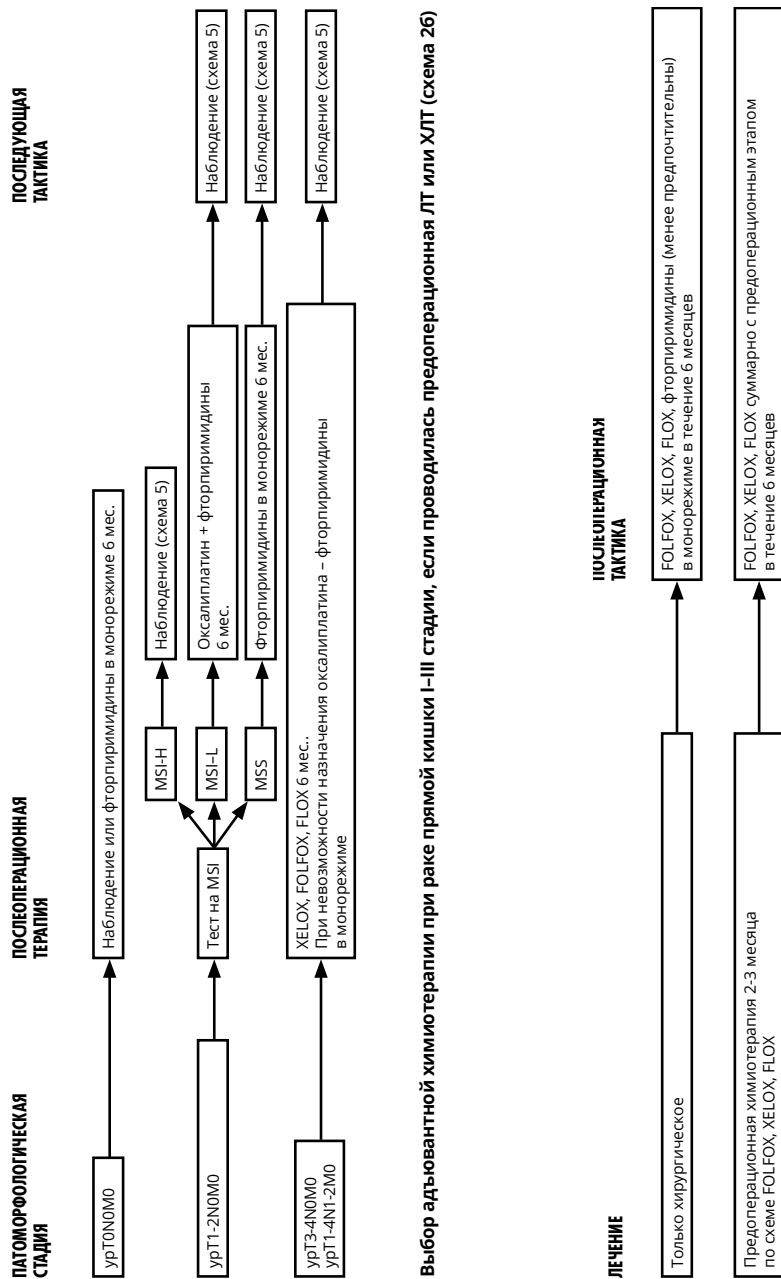 ПАТОМОРФОЛОГИЧЕСКАЯ
СТАДИЯ
ПОСЛЕОПЕРАЦИОННАЯ
ТЕРАПИЯ
ПОСЛЕДУЮЩАЯ
ТАКТИКА
ypT0N0M0
Наблюдение или фторпиримидины в монорежиме 6 мес.
ypT1-2N0M0
Тест на MSI
MSI-H
Наблюдение (схема 5)
MSI–L
Оксалиплатин + фторпиримидины
6 мес.
Наблюдение (схема 5)
MSS
Фторпиримидины в монорежиме 6 мес.
Наблюдение (схема 5)
ypT3-4N0M0
ypT1-4N1-2M0
XELOX, FOLFOX, FLOX 6 мес..
При невозможности назначения оксалиплатина – фторпиримидины
в монорежиме
Наблюдение (схема 5)
Выбор адъювантной химиотерапии при раке прямой кишки I–III стадии, если проводилась предоперационная ЛТ или ХЛТ (схема 2б)
ЛЕЧЕНИЕ
ПОСЛЕОПЕРАЦИОННАЯ
ТАКТИКА
Только хирургическое
FOLFOX, XELOX, FLOX, фторпиримидины (менее предпочтительны)
в монорежиме в течение 6 месяцев
Предоперационная химиотерапия 2-3 месяца
по схеме FOLFOX, XELOX, FLOX
FOLFOX, XELOX, FLOX суммарно с предоперационным этапом
в течение 6 месяцев